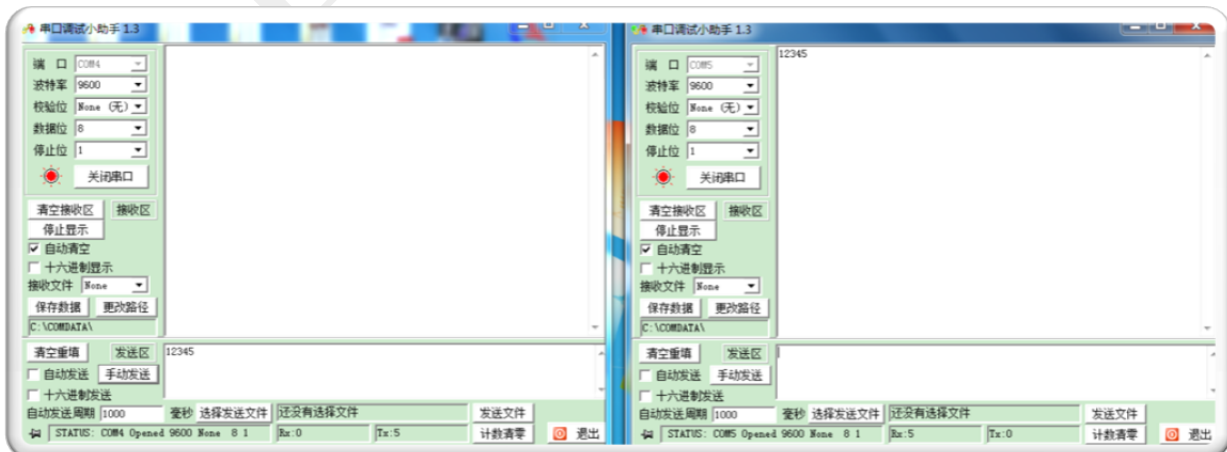 串口调试小助手 1.3
端 口 COM4
波特率 9600
校验位 None (无)
数据位 8
停止位 1
关闭串口
清空接收区 接收区
停止显示
自动清空
十六进制显示
接收文件 None
保存数据 更改路径
C:\COMDATA\
清空重填 发送区 12345
自动发送 手动发送
十六进制发送
自动发送周期 1000 毫秒 选择发送文件 还没有选择文件 发送文件
STATUS: COM4 Opened 9600 None 8 1 Rx:0 Tx:5 计数清零 退出
串口调试小助手 1.3
12345
端 口 COM5
波特率 9600
校验位 None (无)
数据位 8
停止位 1
关闭串口
清空接收区 接收区
停止显示
自动清空
十六进制显示
接收文件 None
保存数据 更改路径
C:\COMDATA\
清空重填 发送区
自动发送 手动发送
十六进制发送
自动发送周期 1000 毫秒 选择发送文件 还没有选择文件 发送文件
STATUS: COM5 Opened 9600 None 8 1 Rx:5 Tx:0 计数清零 退出